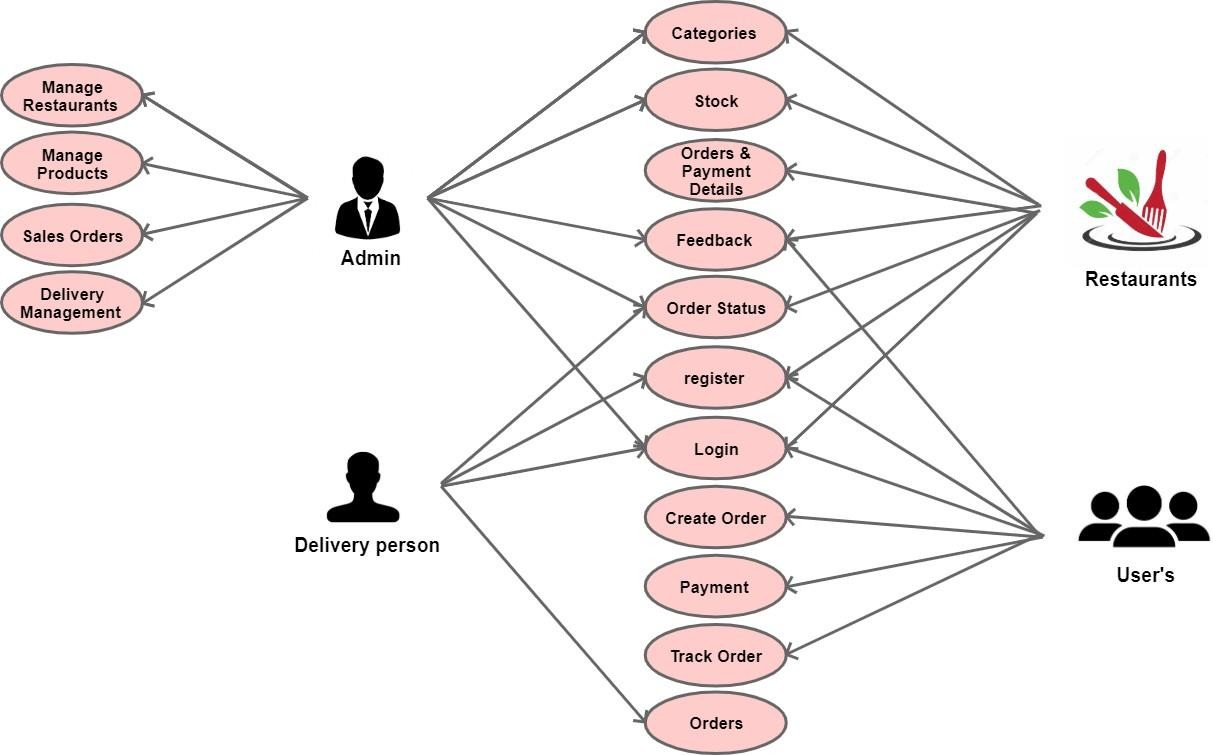 Categories
Stock
Orders &
Payment
Details
Feedback
Order Status
register
Login
Create Order
Payment
Track Order
Orders
Manage
Restaurants
Manage
Products
Sales Orders
Delivery
Management
Admin
Delivery person
Restaurants
User's